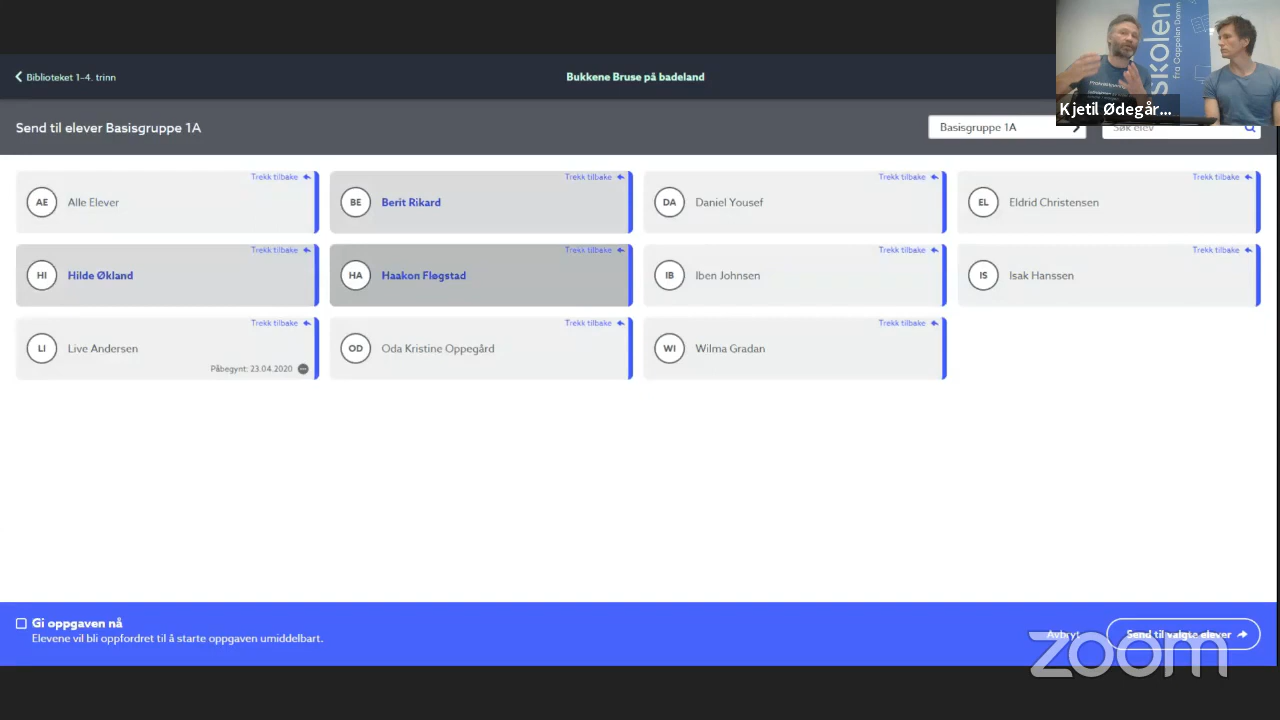 Biblioteket 1-4. trinn
Bukkene Bruse på badeland
skolen
fra Cappelen Damm
Kjetil Ødegår...
Send til elever Basisgruppe 1A
Basisgruppe 1A
Søk elev
Trekk tilbake
AE Alle Elever
Trekk tilbake
BE Berit Rikard
Trekk tilbake
DA Daniel Yousef
Trekk tilbake
EL Eldrid Christensen
Trekk tilbake
HI Hilde Økland
Trekk tilbake
HA Haakon Fløgstad
Trekk tilbake
IB Iben Johnsen
Trekk tilbake
IS Isak Hanssen
Trekk tilbake
LI Live Andersen
Påbegynt: 23.04.2020
Trekk tilbake
OD Oda Kristine Oppegård
Trekk tilbake
WI Wilma Gradan
Gi oppgaven nå
Elevene vil bli oppfordret til å starte oppgaven umiddelbart.
Avbryt
Send til valgte elever
zoom